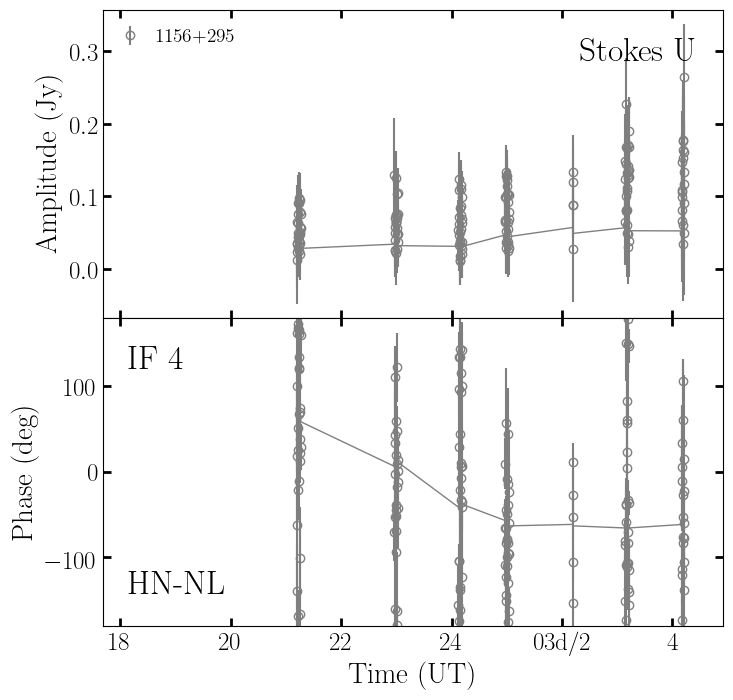 1156+295
Stokes U
Amplitude (Jy)
0.3
0.2
0.1
0.0
IF 4
Phase (deg)
100
0
−100
HN-NL
18 20 22 24 03d/2 4
Time (UT)